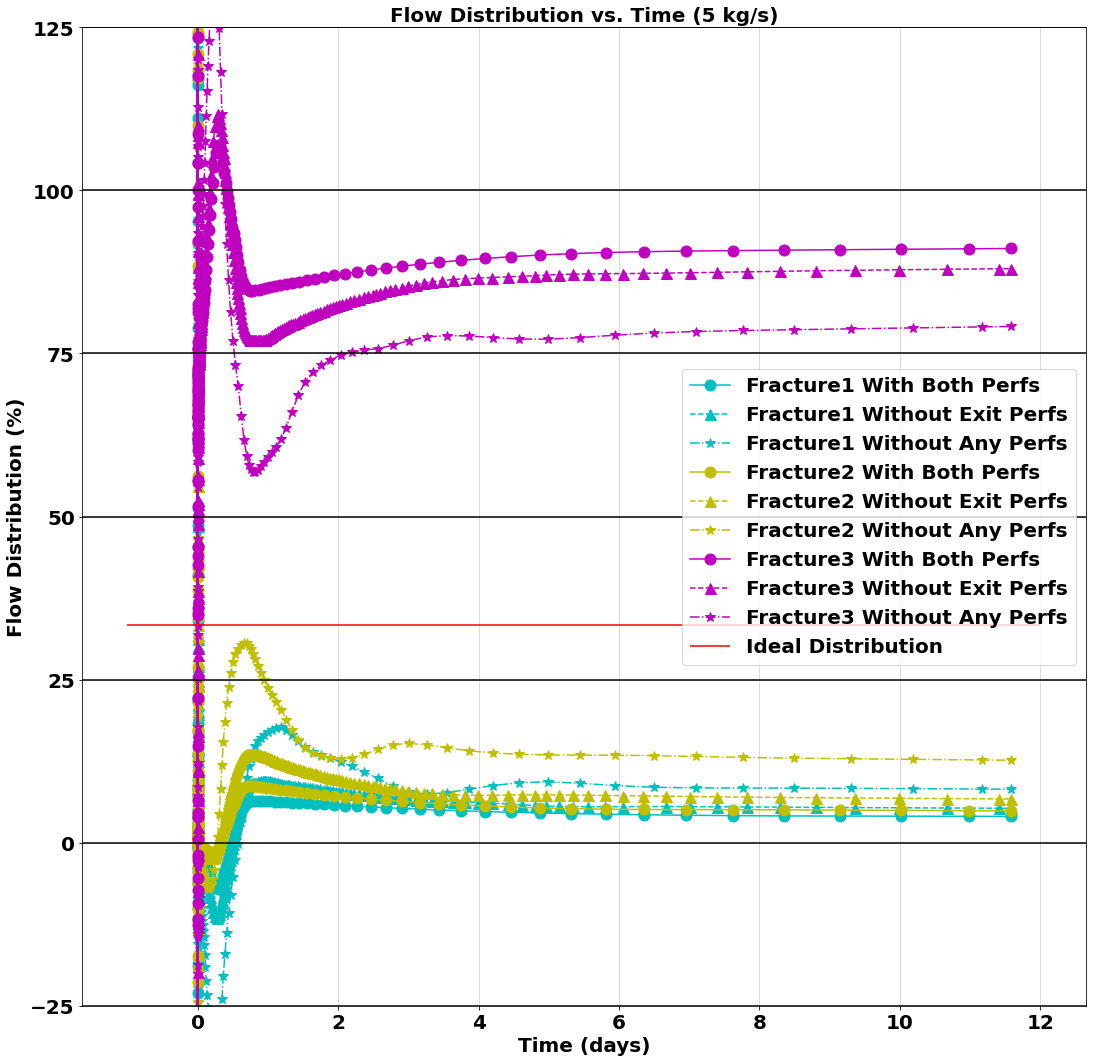 Flow Distribution vs. Time (5 kg/s)
Flow Distribution (%)
125
100
75
50
25
0
−25
Fracture1 With Both Perfs
Fracture1 Without Exit Perfs
Fracture1 Without Any Perfs
Fracture2 With Both Perfs
Fracture2 Without Exit Perfs
Fracture2 Without Any Perfs
Fracture3 With Both Perfs
Fracture3 Without Exit Perfs
Fracture3 Without Any Perfs
Ideal Distribution
0 2 4 6 8 10 12
Time (days)